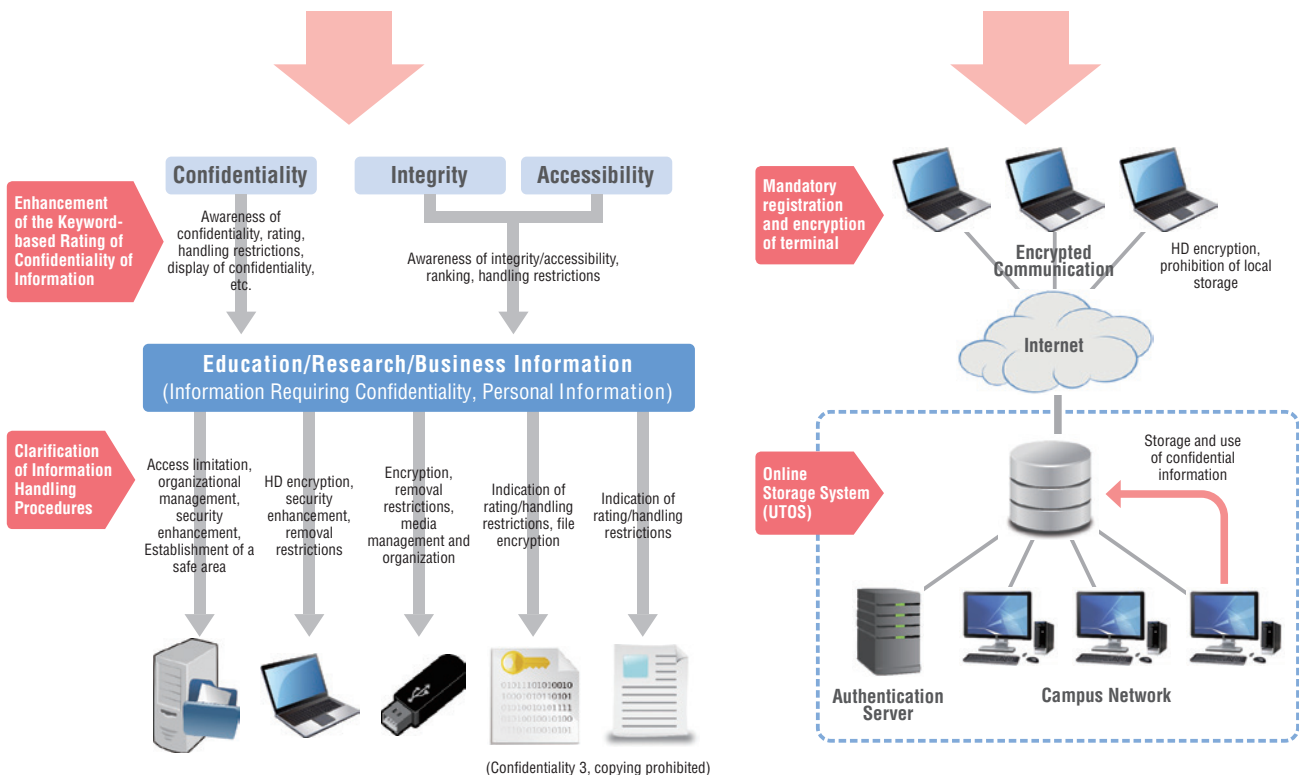 Confidentiality
Integrity
Accessibility
Enhancement
of the Keyword-
based Rating of
Confidentiality of
Information
Awareness of
confidentiality, rating,
handling restrictions,
display of confidentiality,
etc.
Awareness of integrity/accessibility,
ranking, handling restrictions
Education/Research/Business Information
(Information Requiring Confidentiality, Personal Information)
Clarification
of Information
Handling
Procedures
Access limitation,
organizational
management,
security
enhancement,
Establishment of a
safe area
HD encryption,
security
enhancement,
removal
restrictions
Encryption,
removal
restrictions,
media
management and
organization
Indication of
rating/handling
restrictions, file
encryption
Indication of
rating/handling
restrictions
01011101010010
10001010110101
01010010101111
01010010010100
01010010010101
(Confidentiality 3, copying prohibited)
Mandatory
registration
and encryption
of terminal
Encrypted
Communication
HD encryption,
prohibition of local
storage
Internet
Online
Storage System
(UTOS)
Storage and use
of confidential
information
Authentication
Server
Campus Network